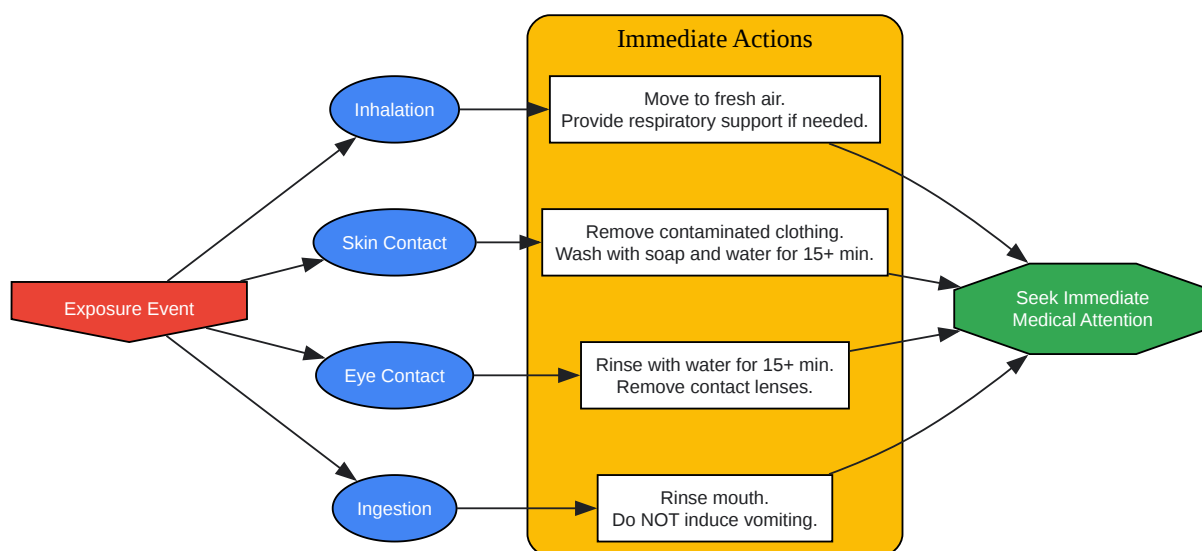 Immediate Actions
Inhalation
Move to fresh air.
Provide respiratory support if needed.
Skin Contact
Remove contaminated clothing.
Wash with soap and water for 15+ min.
Exposure Event
Seek Immediate
Medical Attention
Eye Contact
Rinse with water for 15+ min.
Remove contact lenses.
Ingestion
Rinse mouth.
Do NOT induce vomiting.